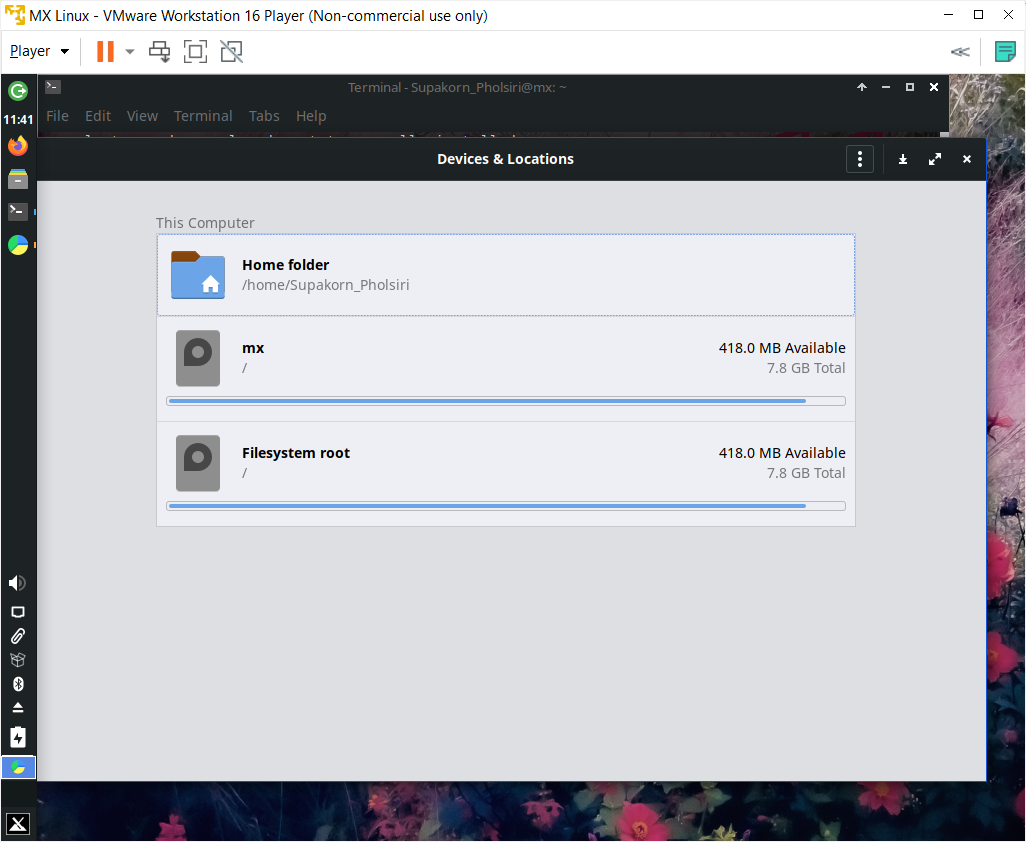 MX Linux - VMware Workstation 16 Player (Non-commercial use only)
Player
Terminal - Supakorn_Pholsiri@mx: ~
11:41
File Edit View Terminal Tabs Help
Devices & Locations
This Computer
Home folder
/home/Supakorn_Pholsiri
mx
418.0 MB Available
/
7.8 GB Total
Filesystem root
418.0 MB Available
/
7.8 GB Total